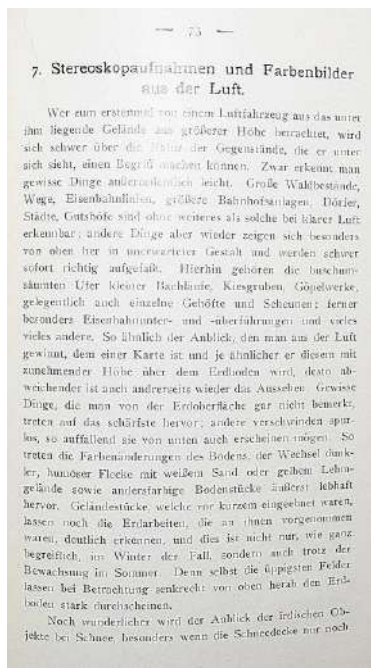 — 73 —
7. Stereoskopaufnahmen und Farbenbilder
aus der Luft.
Wer zum erstenmal von einem Luftfahrzeug aus das unter
ihm liegende Gelände aus größerer Höhe betrachtet, wird
sich schwer über die Natur der Gegenstände, die er unter
sich sieht, einen Begriff machen können. Zwar erkennt man
gewisse Dinge außerordentlich leicht. Große Waldbestände,
Wege, Eisenbahnlinien, größere Bahnhofsanlagen, Dörfer,
Städte, Gutshöfe sind ohne weiteres als solche bei klarer Luft
erkennbar; andere Dinge aber wieder zeigen sich besonders
von oben her in unerwarteter Gestalt und werden schwer
sofort richtig aufgefaßt. Hierhin gehören die buschum-
säumten Ufer kleiner Bachläufe, Kiesgruben, Göpelwerke,
gelegentlich auch einzelne Gehöfte und Scheunen; ferner
besonders Eisenbahnunter- und -überführungen und vieles
vieles andere. So ähnlich der Anblick, den man aus der Luft
gewinnt, dem einer Karte ist und je ähnlicher er diesem mit
zunehmender Höhe über dem Erdboden wird, desto ab-
weichender ist auch andrerseits wieder das Aussehen. Gewisse
Dinge, die man von der Erdoberfläche gar nicht bemerkt,
treten auf das schärfste hervor; andere verschwinden spur-
los, so auffallend sie von unten auch erscheinen mögen. So
treten die Farbenänderungen des Bodens, der Wechsel dunk-
ler, humöser Flecke mit weißem Sand oder gelbem Lehm-
gelände sowie andersfarbige Bodenstücke äußerst lebhaft
hervor. Geländestücke, welche vor kurzem eingeebnet waren,
lassen noch die Erdarbeiten, die an ihnen vorgenommen
waren, deutlich erkennen, und dies ist nicht nur, wie ganz
begreiflich, im Winter der Fall, sondern auch trotz der
Bewachsung im Sommer. Denn selbst die üppigsten Felder
lassen bei Betrachtung senkrecht von oben herab den Erd-
boden stark durchscheinen.
Noch wunderlicher wird der Anblick der irdischen Ob-
jekte bei Schnee, besonders wenn die Schneedecke nur noch